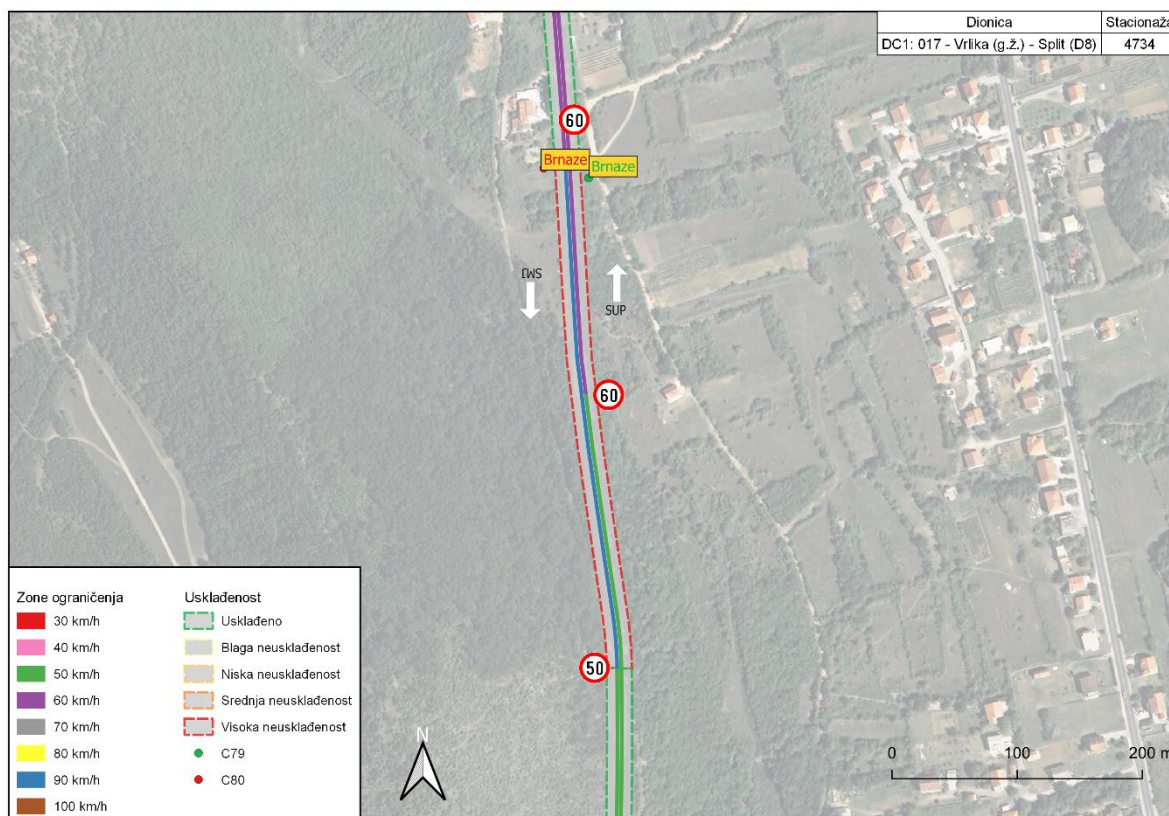 Dionica Stacionaža
DC1: 017 - Vrlika (g.ž.) - Split (D8) 4734
60
Brnaze
Brnaze
SMJ
SUP
60
50
Zone ograničenja
30 km/h
40 km/h
50 km/h
60 km/h
70 km/h
80 km/h
90 km/h
100 km/h
Usklađenost
Usklađeno
Blaga neusklađenost
Niska neusklađenost
Srednja neusklađenost
Visoka neusklađenost
C79
C80
N
0 100 200 m